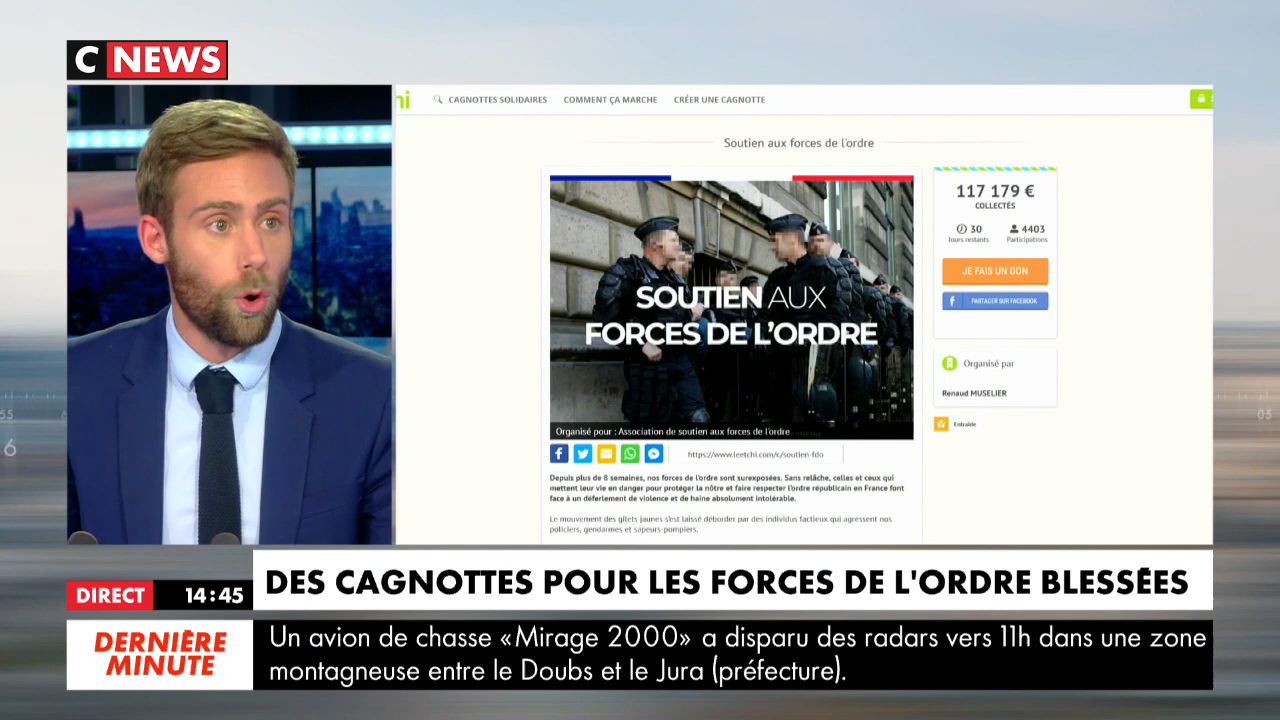 C NEWS
hi
CAGNOTTES SOLIDAIRES COMMENT ÇA MARCHE CRÉER UNE CAGNOTTE
Soutien aux forces de l'ordre
SOUTIEN AUX
FORCES DE L'ORDRE
Organisé pour : Association de soutien aux forces de l'ordre
https://www.leetchi.com/c/soutien-fdo
Depuis plus de 8 semaines, nos forces de l'ordre sont surexposées. Sans relâche, celles et ceux qui
mettent leur vie en danger pour protéger la nôtre et faire respecter l'ordre républicain en France font
face à un déferlement de violence et de haine absolument intolérable.
Le mouvement des gilets jaunes s'est laissé déborder par des individus factieux qui agressent nos
policiers, gendarmes et sapeurs-pompiers.
117 179 €
COLLECTÉS
30 4403
Jours restants Participations
JE FAIS UN DON
PARTAGER SUR FACEBOOK
Organisé par
Renaud MUSELIER
Entraide
55
6
05
DES CAGNOTTES POUR LES FORCES DE L'ORDRE BLESSÉES
DIRECT 14:45
DERNIÈRE
MINUTE
Un avion de chasse «Mirage 2000» a disparu des radars vers 11h dans une zone
montagneuse entre le Doubs et le Jura (préfecture).